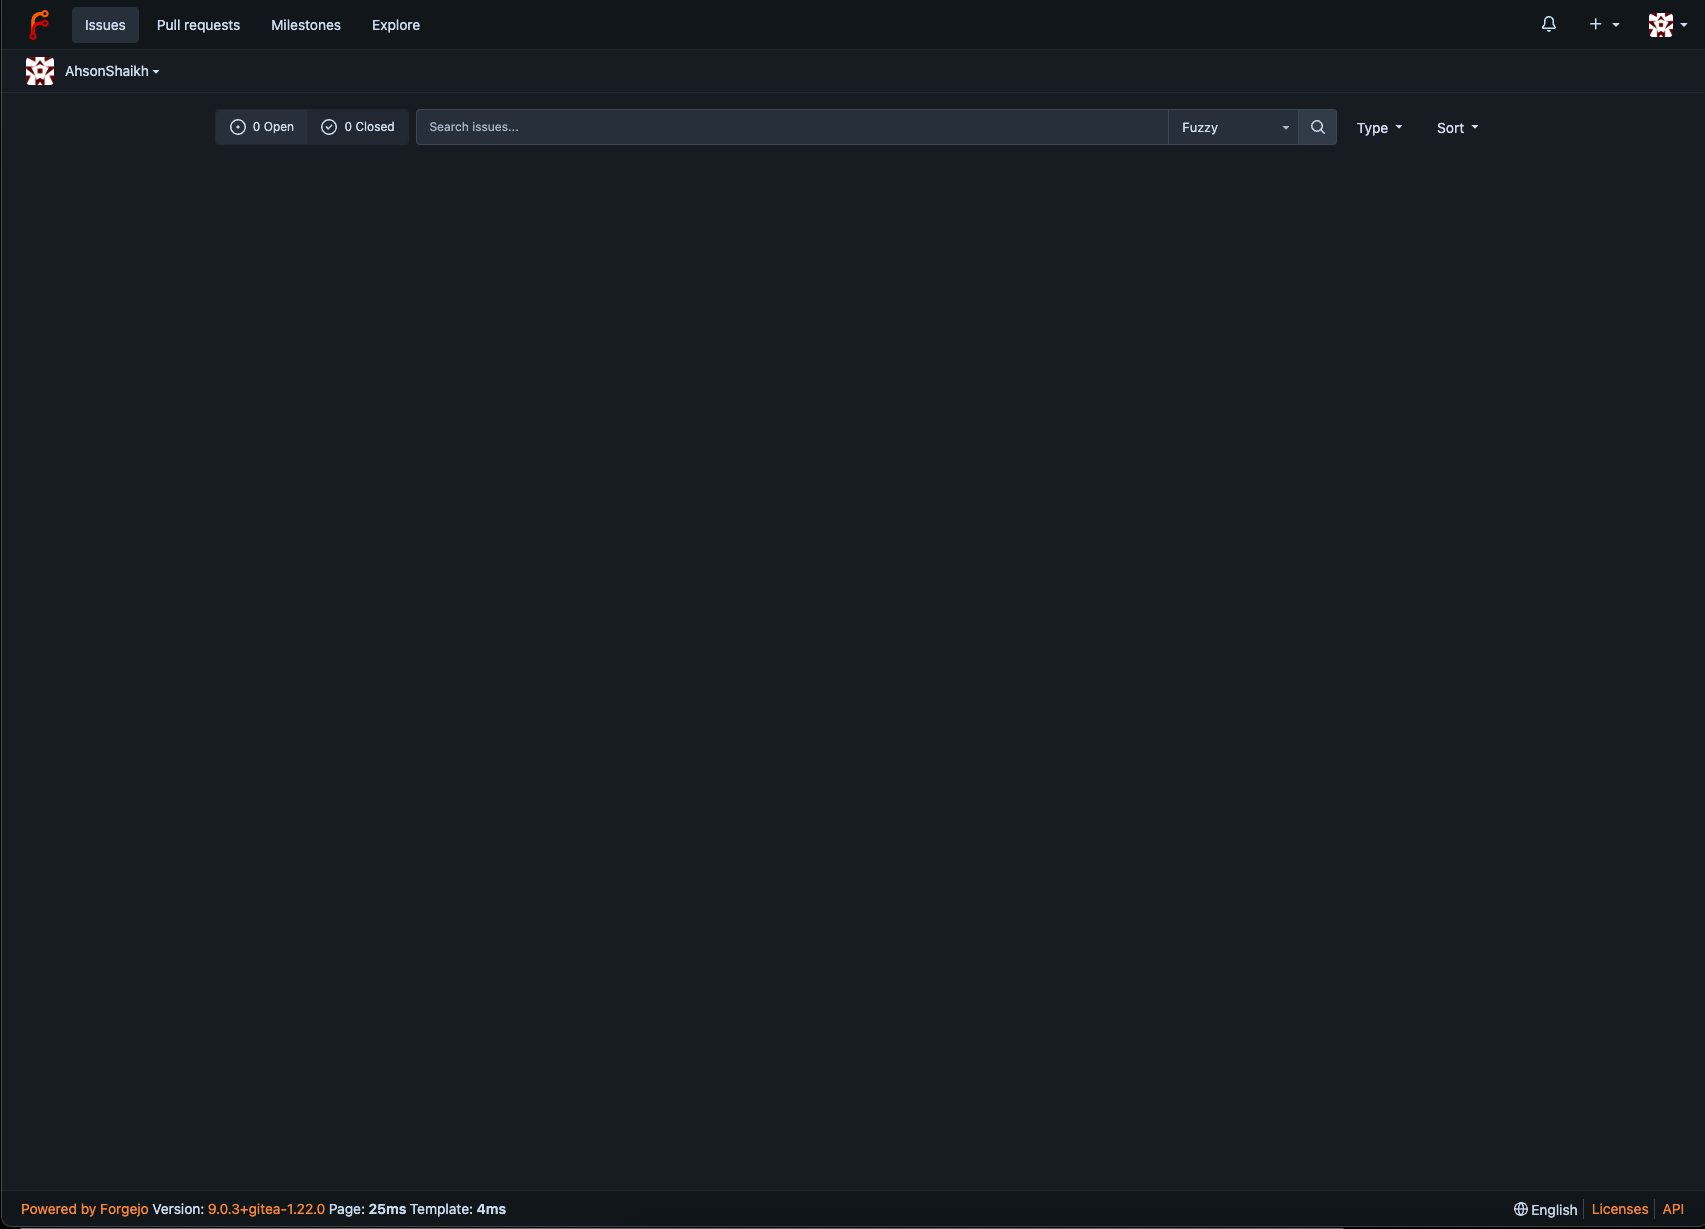 Issues Pull requests Milestones Explore
AhsonShaikh
0 Open 0 Closed Search issues... Fuzzy Type Sort
Powered by Forgejo Version: 9.0.3+gitea-1.22.0 Page: 25ms Template: 4ms English Licenses API